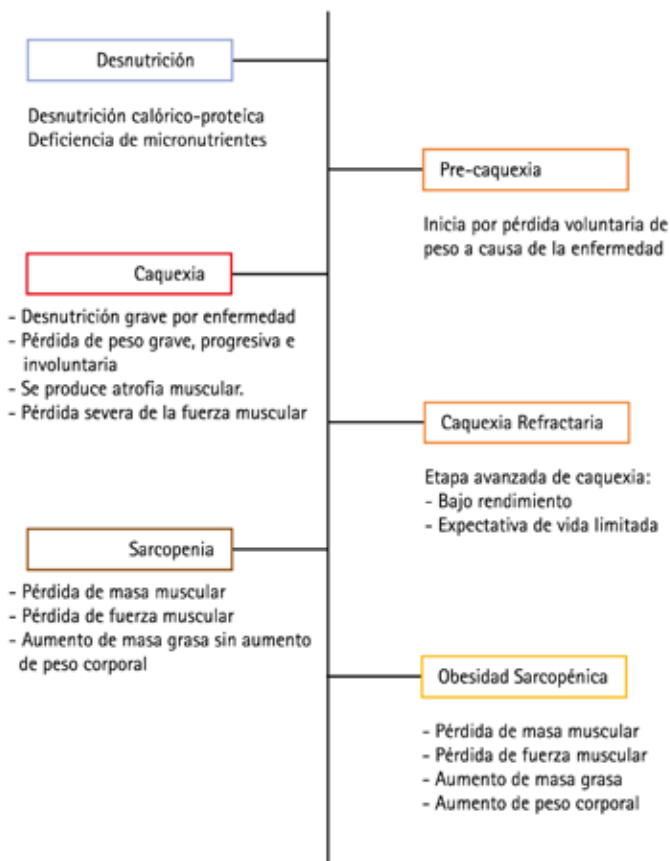 Desnutrición
Desnutrición calórico-proteíca
Deficiencia de micronutrientes
Pre-caquexia
Inicia por pérdida voluntaria de
peso a causa de la enfermedad
Caquexia
- Desnutrición grave por enfermedad
- Pérdida de peso grave, progresiva e
involuntaria
- Se produce atrofia muscular.
- Pérdida severa de la fuerza muscular
Caquexia Refractaria
Etapa avanzada de caquexia:
- Bajo rendimiento
- Expectativa de vida limitada
Sarcopenia
- Pérdida de masa muscular
- Pérdida de fuerza muscular
- Aumento de masa grasa sin aumento
de peso corporal
Obesidad Sarcopénica
- Pérdida de masa muscular
- Pérdida de fuerza muscular
- Aumento de masa grasa
- Aumento de peso corporal